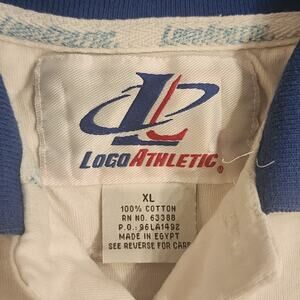 LOGO ATHLETIC
LOGO ATHLETIC®
XL
100% COTTON
RN NO. 63388
P.O.: 96LA1492
MADE IN EGYPT
SEE REVERSE FOR CARE